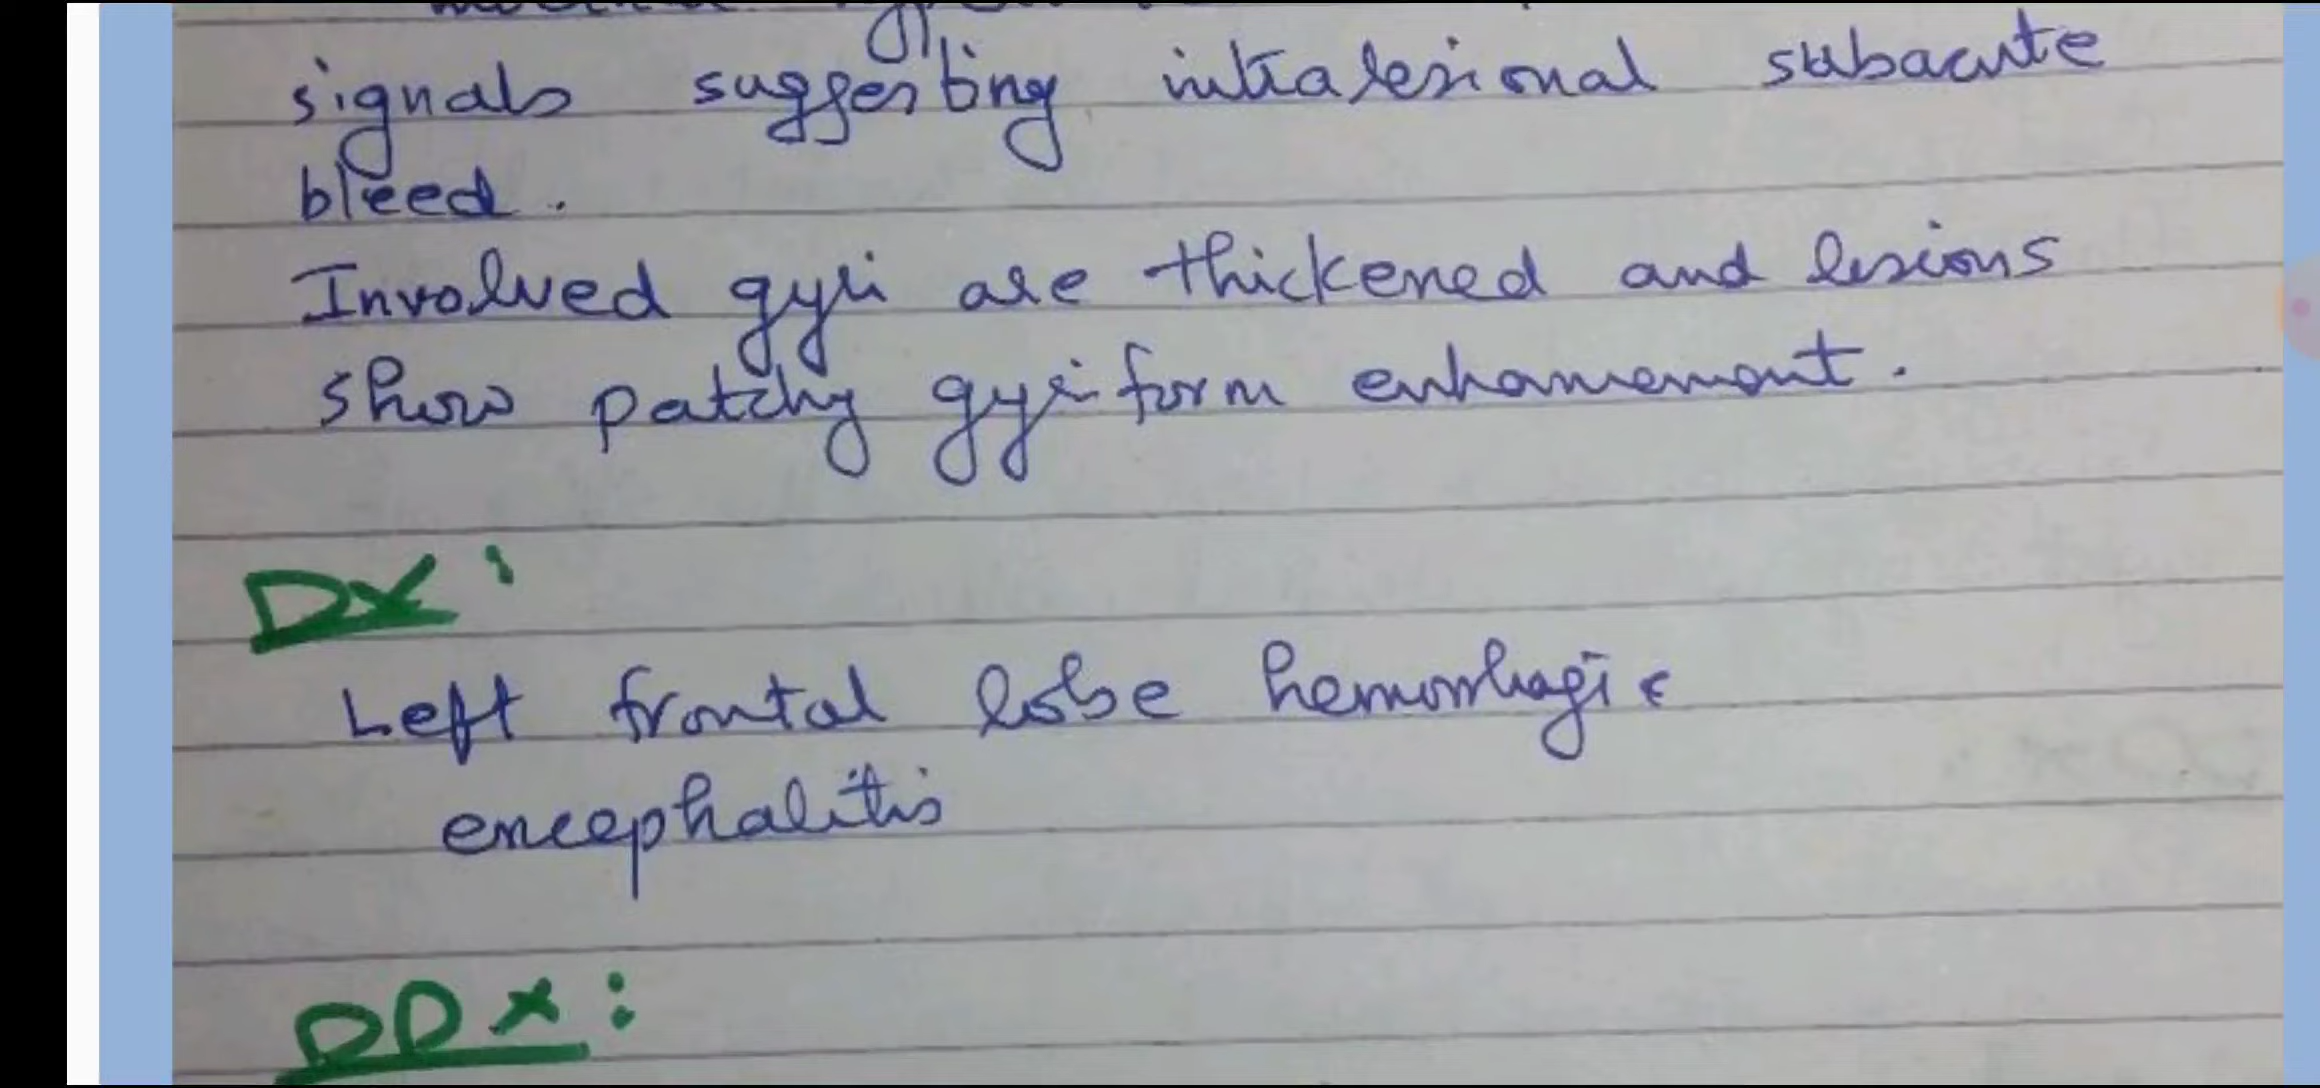 signals suggesting intralesional subacute
bleed.
Involved gyri are thickened and lesions
show patchy gyriform enhancement.
DX:
Left frontal lobe hemorrhagic
encephalitis
DDX: